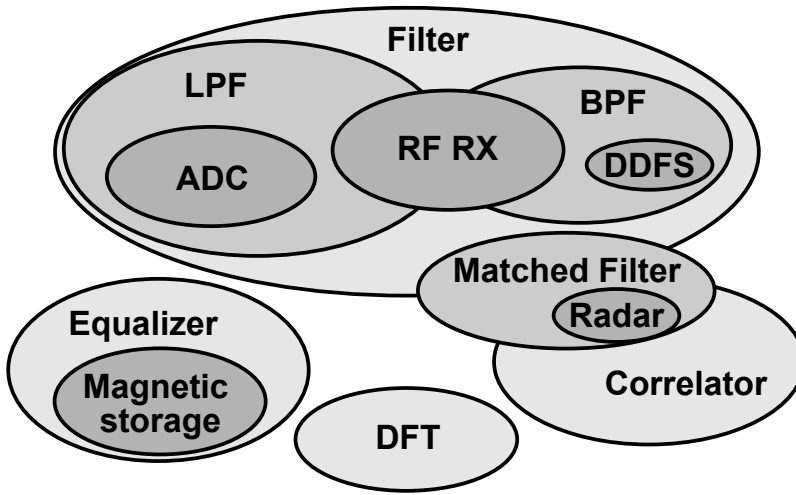 Filter
LPF
BPF
RF RX
ADC
DDFS
Matched Filter
Radar
Equalizer
Magnetic
storage
Correlator
DFT